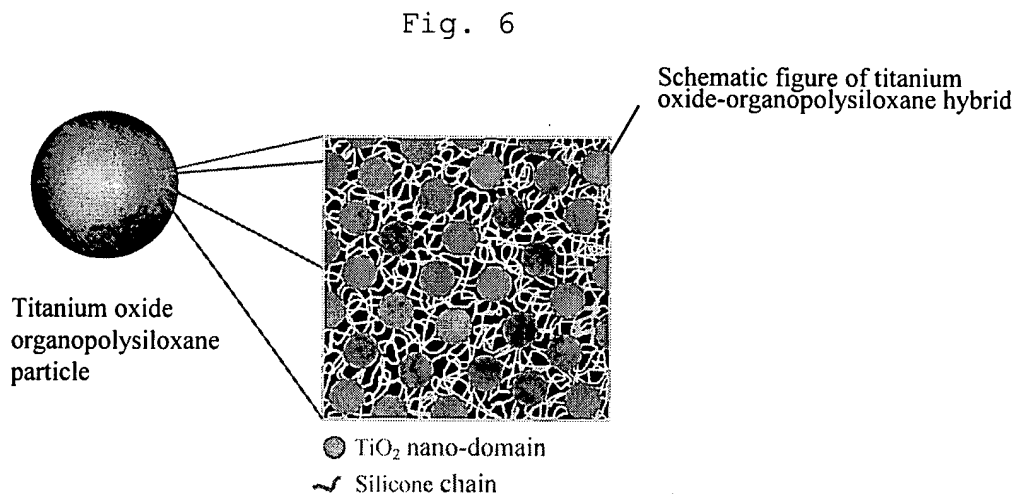 Fig. 6
Schematic figure of titanium
oxide-organopolysiloxane hybrid
Titanium oxide
organopolysiloxane
particle
TiO₂ nano-domain
Silicone chain